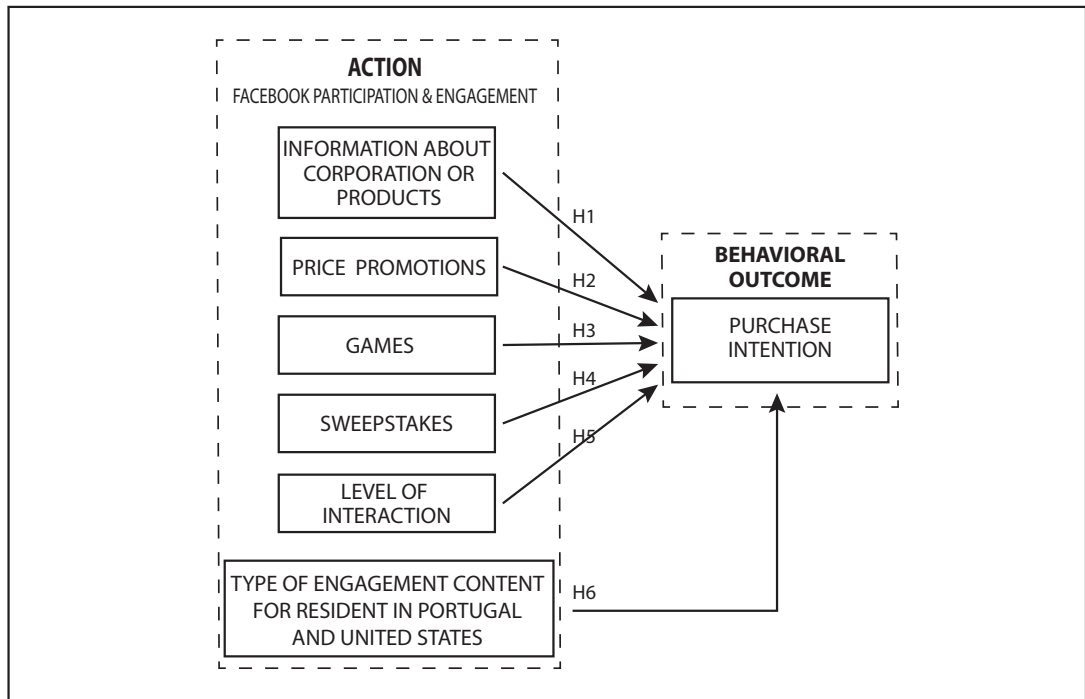 ACTION
FACEBOOK PARTICIPATION & ENGAGEMENT
INFORMATION ABOUT
CORPORATION OR
PRODUCTS
H1
PRICE PROMOTIONS
H2
GAMES
H3
SWEEPSTAKES
H4
LEVEL OF
INTERACTION
H5
TYPE OF ENGAGEMENT CONTENT
FOR RESIDENT IN PORTUGAL
AND UNITED STATES
H6
BEHAVIORAL
OUTCOME
PURCHASE
INTENTION